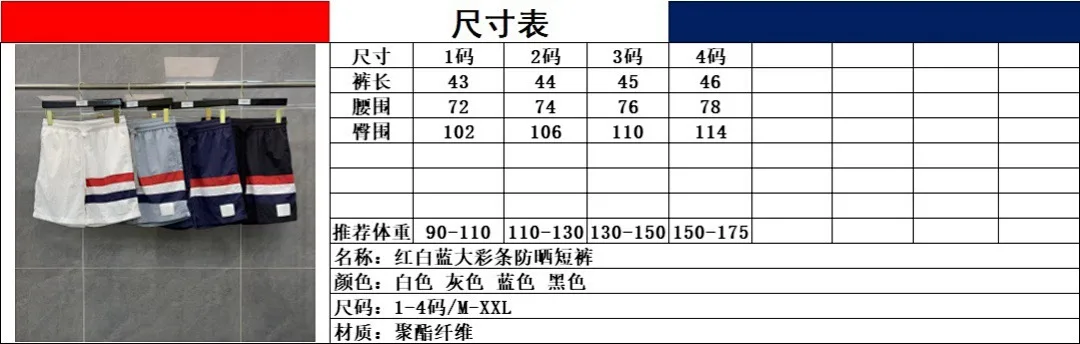 尺寸表
尺寸 1码 2码 3码 4码
裤长 43 44 45 46
腰围 72 74 76 78
臀围 102 106 110 114
推荐体重 90-110 110-130 130-150 150-175
名称：红白蓝大彩条防晒短裤
颜色：白色 灰色 蓝色 黑色
尺码：1-4码/M-XXL
材质：聚酯纤维